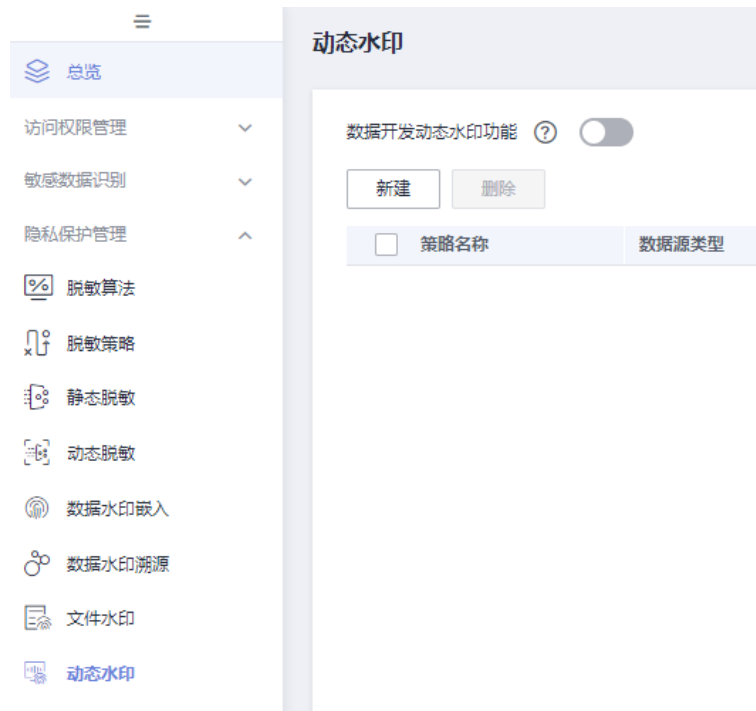 总览
访问权限管理
敏感数据识别
隐私保护管理
脱敏算法
脱敏策略
静态脱敏
动态脱敏
数据水印嵌入
数据水印溯源
文件水印
动态水印
动态水印
数据开发动态水印功能 ?
新建 删除
策略名称 数据源类型